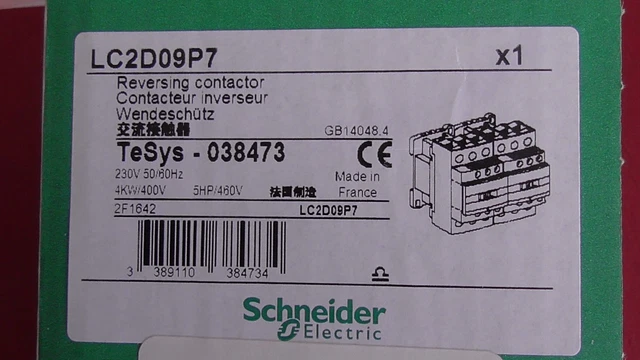 LC2D09P7 x1
Reversing contactor
Contacteur inverseur
Wendeschütz
交流接触器 GB14048.4
TeSys - 038473 CE
230V 50/60Hz Made in
4KW/400V 5HP/460V 法国制造 France
2F1642 LC2D09P7
3 389110 384734
Schneider
Electric